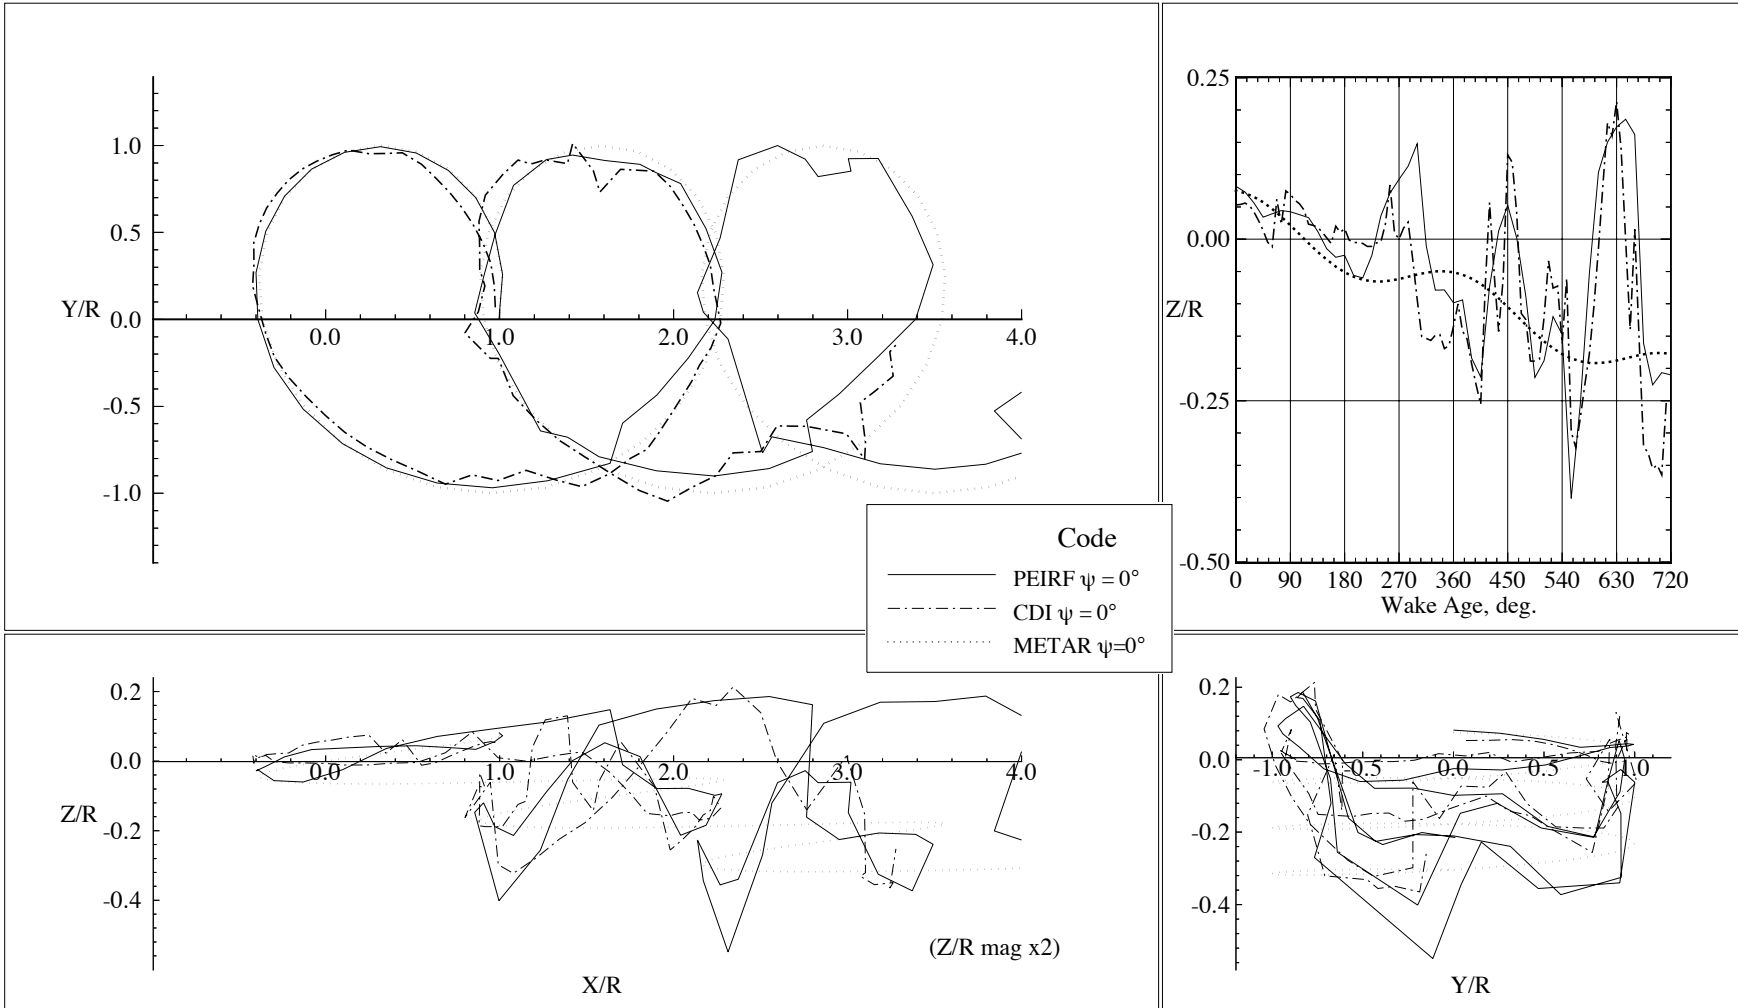 1.0
0.5
Y/R
0.0
-0.5
-1.0
0.0
1.0
2.0
3.0
4.0
0.25
0.00
Z/R
-0.25
-0.50
0 90 180 270 360 450 540 630 720
Wake Age, deg.
Code
PEIRF ψ = 0°
CDI ψ = 0°
METAR ψ=0°
0.2
0.0
Z/R
-0.2
-0.4
0.0 1.0 2.0 3.0 4.0
(Z/R mag x2)
X/R
0.2
0.0
-0.2
-0.4
-1.0 -0.5 0.0 0.5 1.0
Y/R